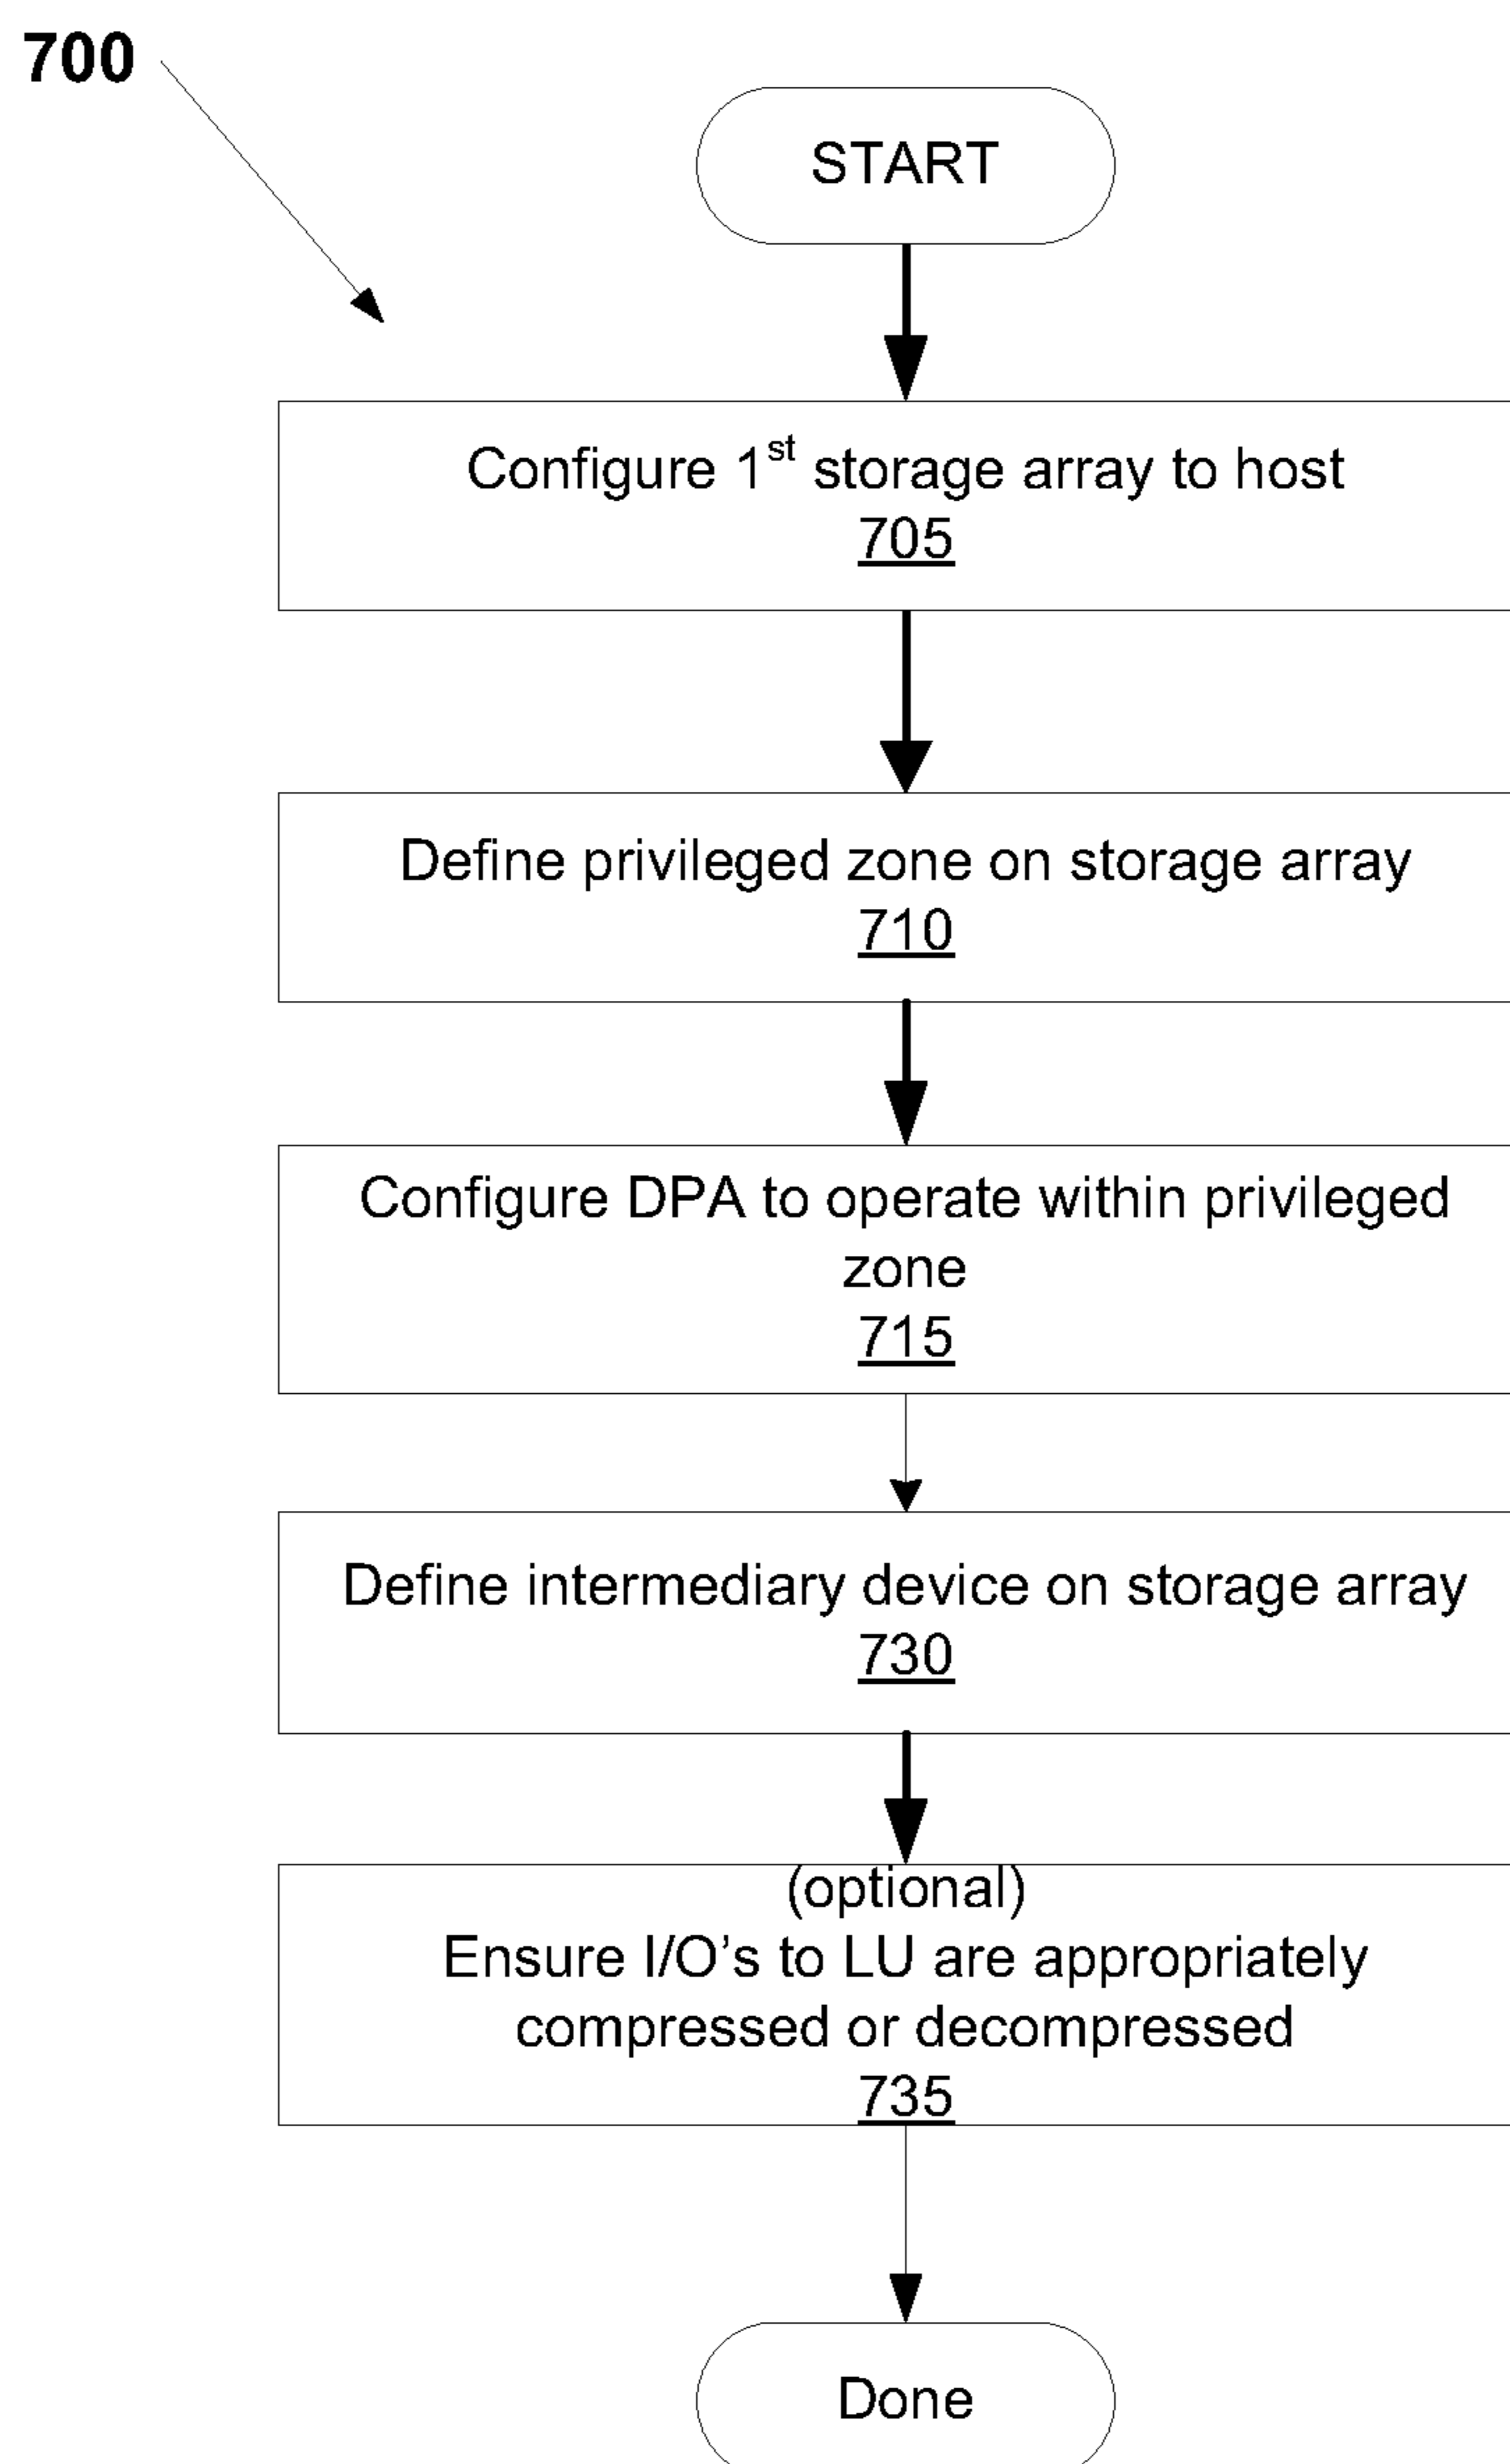 700
START
Configure 1st storage array to host
705
Define privileged zone on storage array
710
Configure DPA to operate within privileged
zone
715
Define intermediary device on storage array
730
(optional)
Ensure I/O's to LU are appropriately
compressed or decompressed
735
Done